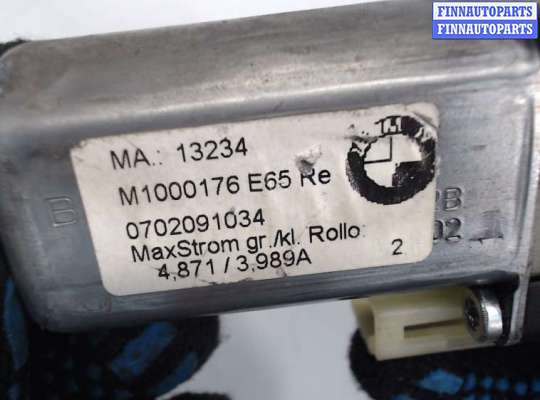 FINNAUTOPARTS
FINNAUTOPARTS
MA.: 13234
M1000176 E65 Re
0702091034
MaxStrom gr./kl. Rollo:
4,871 / 3,989A
2
B